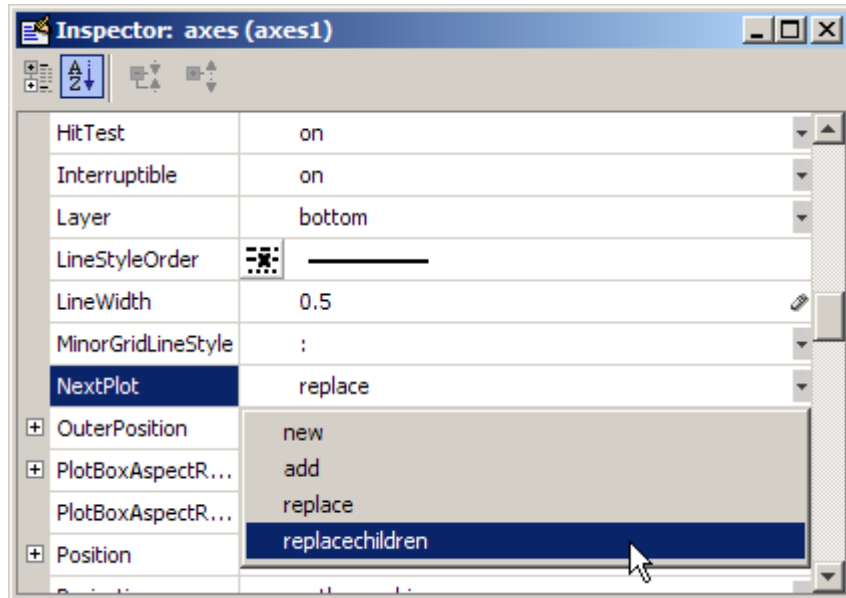 Inspector: axes (axes1)
HitTest on
Interruptible on
Layer bottom
LineStyleOrder
LineWidth 0.5
MinorGridLineStyle :
NextPlot replace
OuterPosition
new
PlotBoxAspectR...
add
PlotBoxAspectR...
replace
Position
replacechildren